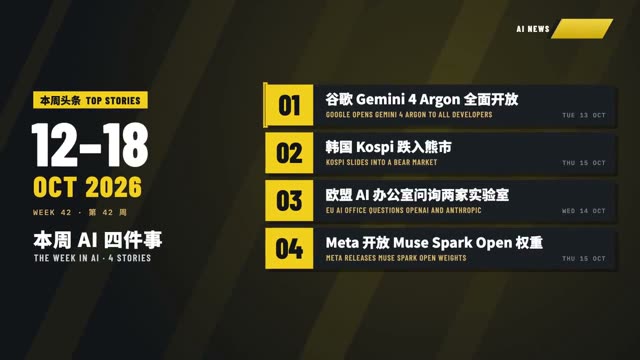 AI NEWS
本周头条 TOP STORIES
12–18
OCT 2026
WEEK 42 · 第 42 周
本周 AI 四件事
THE WEEK IN AI · 4 STORIES
01
谷歌 Gemini 4 Argon 全面开放
GOOGLE OPENS GEMINI 4 ARGON TO ALL DEVELOPERS
TUE 13 OCT
02
韩国 Kospi 跌入熊市
KOSPI SLIDES INTO A BEAR MARKET
THU 15 OCT
03
欧盟 AI 办公室问询两家实验室
EU AI OFFICE QUESTIONS OPENAI AND ANTHROPIC
WED 14 OCT
04
Meta 开放 Muse Spark Open 权重
META RELEASES MUSE SPARK OPEN WEIGHTS
THU 15 OCT